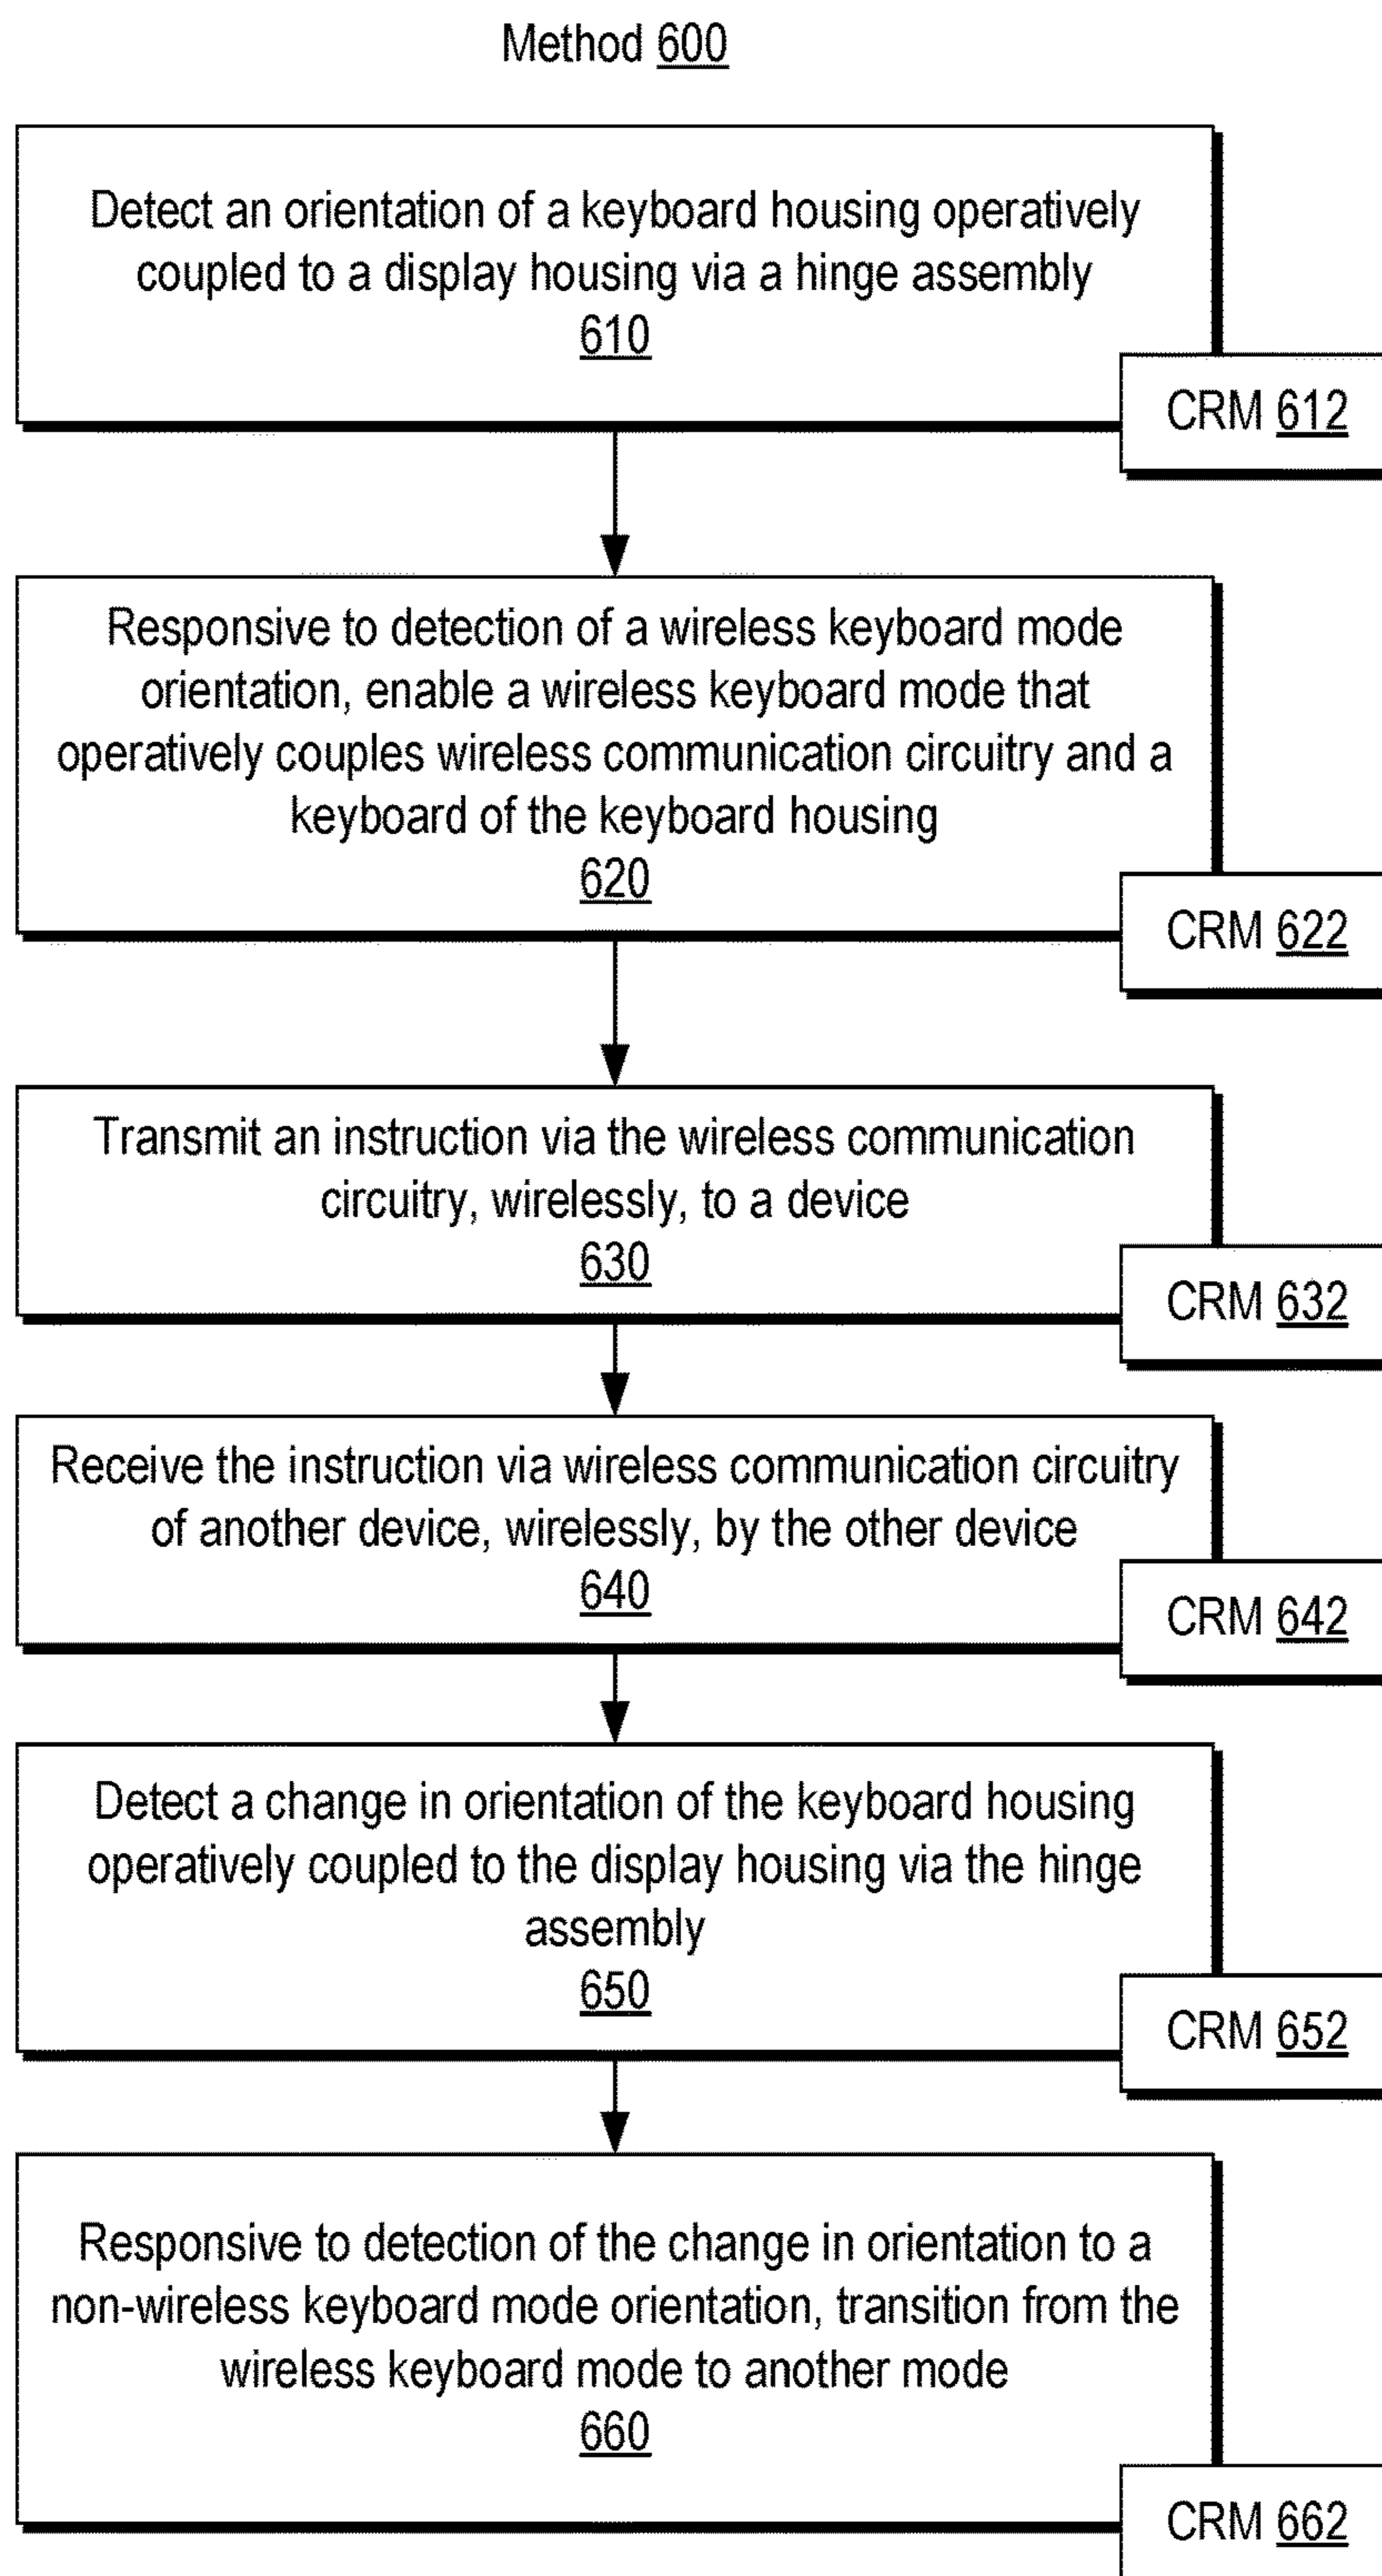 Method 600
Detect an orientation of a keyboard housing operatively
coupled to a display housing via a hinge assembly
610
CRM 612
Responsive to detection of a wireless keyboard mode
orientation, enable a wireless keyboard mode that
operatively couples wireless communication circuitry and a
keyboard of the keyboard housing
620
CRM 622
Transmit an instruction via the wireless communication
circuitry, wirelessly, to a device
630
CRM 632
Receive the instruction via wireless communication circuitry
of another device, wirelessly, by the other device
640
CRM 642
Detect a change in orientation of the keyboard housing
operatively coupled to the display housing via the hinge
assembly
650
CRM 652
Responsive to detection of the change in orientation to a
non-wireless keyboard mode orientation, transition from the
wireless keyboard mode to another mode
660
CRM 662